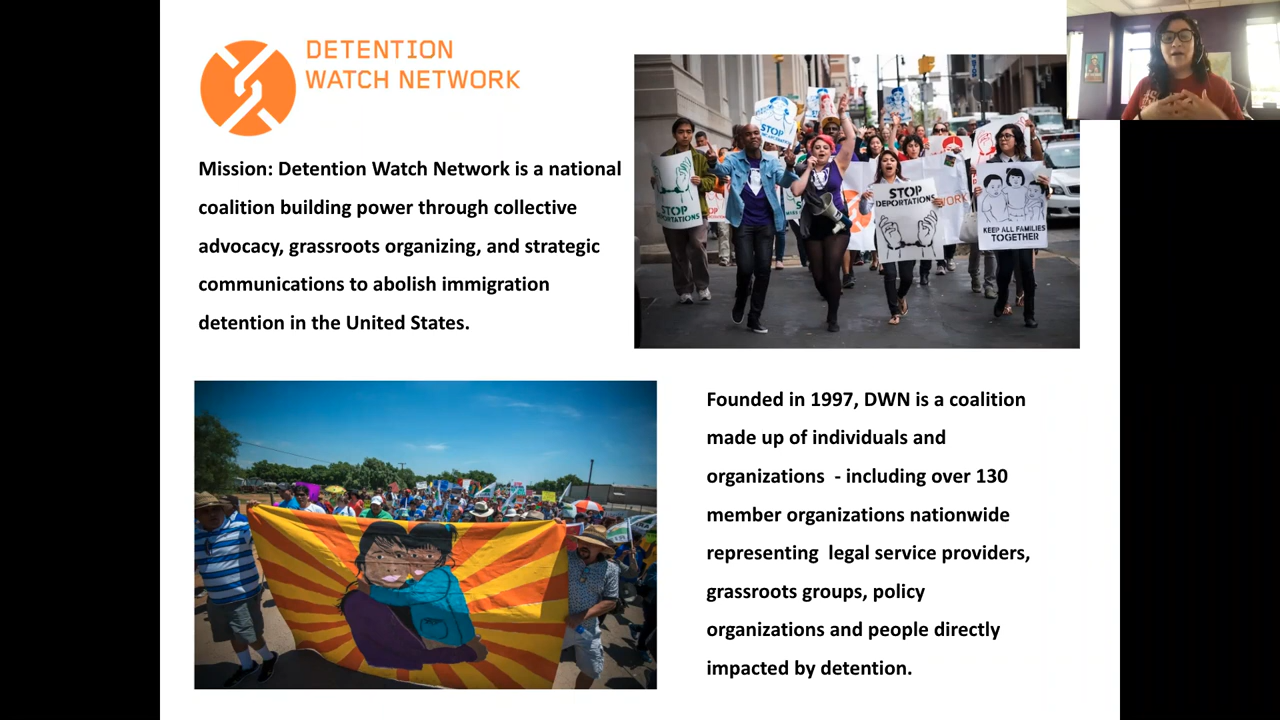 DETENTION
WATCH NETWORK
Mission: Detention Watch Network is a national
coalition building power through collective
advocacy, grassroots organizing, and strategic
communications to abolish immigration
detention in the United States.
STOP
STOP
DEPORTATIONS
STOP
DEPORTATIONS
KEEP ALL FAMILIES
TOGETHER
Founded in 1997, DWN is a coalition
made up of individuals and
organizations  - including over 130
member organizations nationwide
representing  legal service providers,
grassroots groups, policy
organizations and people directly
impacted by detention.